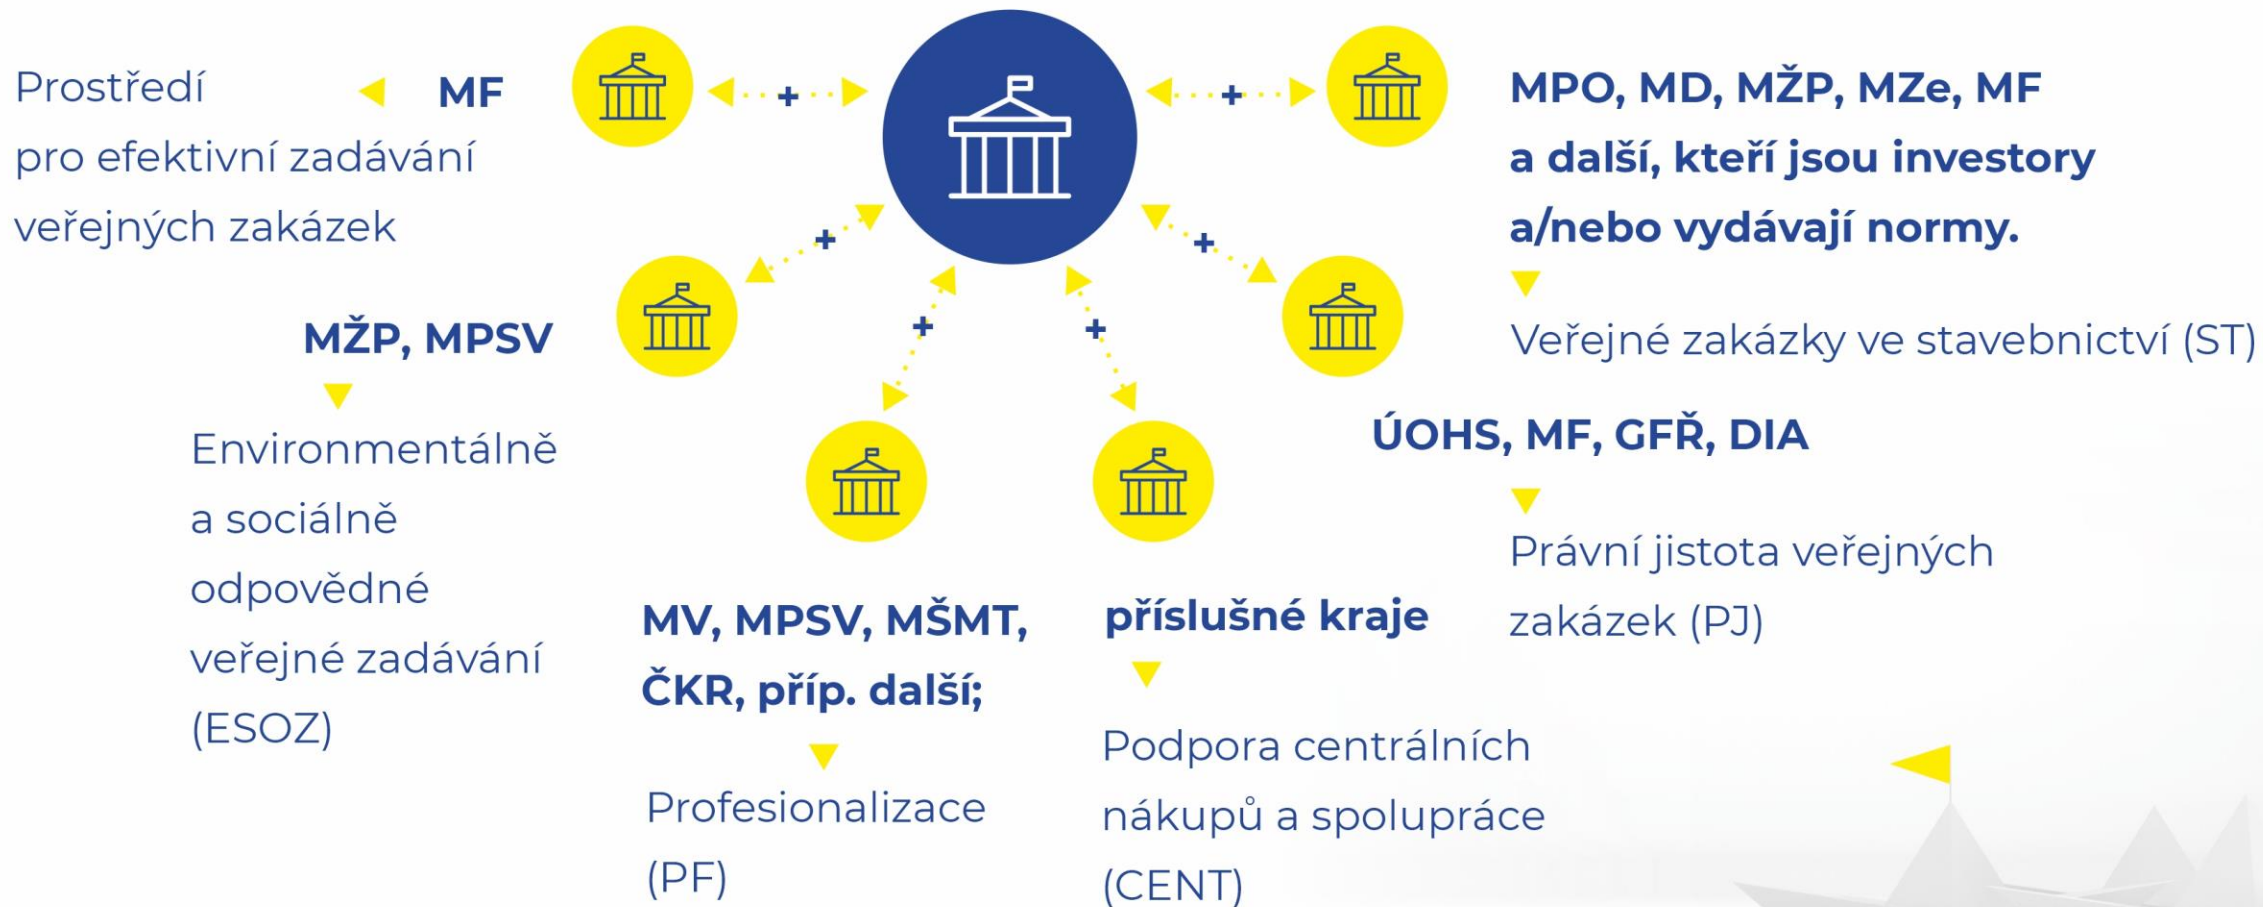 Prostředí
pro efektivní zadávání
veřejných zakázek
MF
MŽP, MPSV
Environmentálně
a sociálně
odpovědné
veřejné zadávání
(ESOZ)
MV, MPSV, MŠMT,
ČKR, příp. další;
Profesionalizace
(PF)
příslušné kraje
Podpora centrálních
nákupů a spolupráce
(CENT)
MPO, MD, MŽP, MZe, MF
a další, kteří jsou investory
a/nebo vydávají normy.
Veřejné zakázky ve stavebnictví (ST)
ÚOHS, MF, GFŘ, DIA
Právní jistota veřejných
zakázek (PJ)